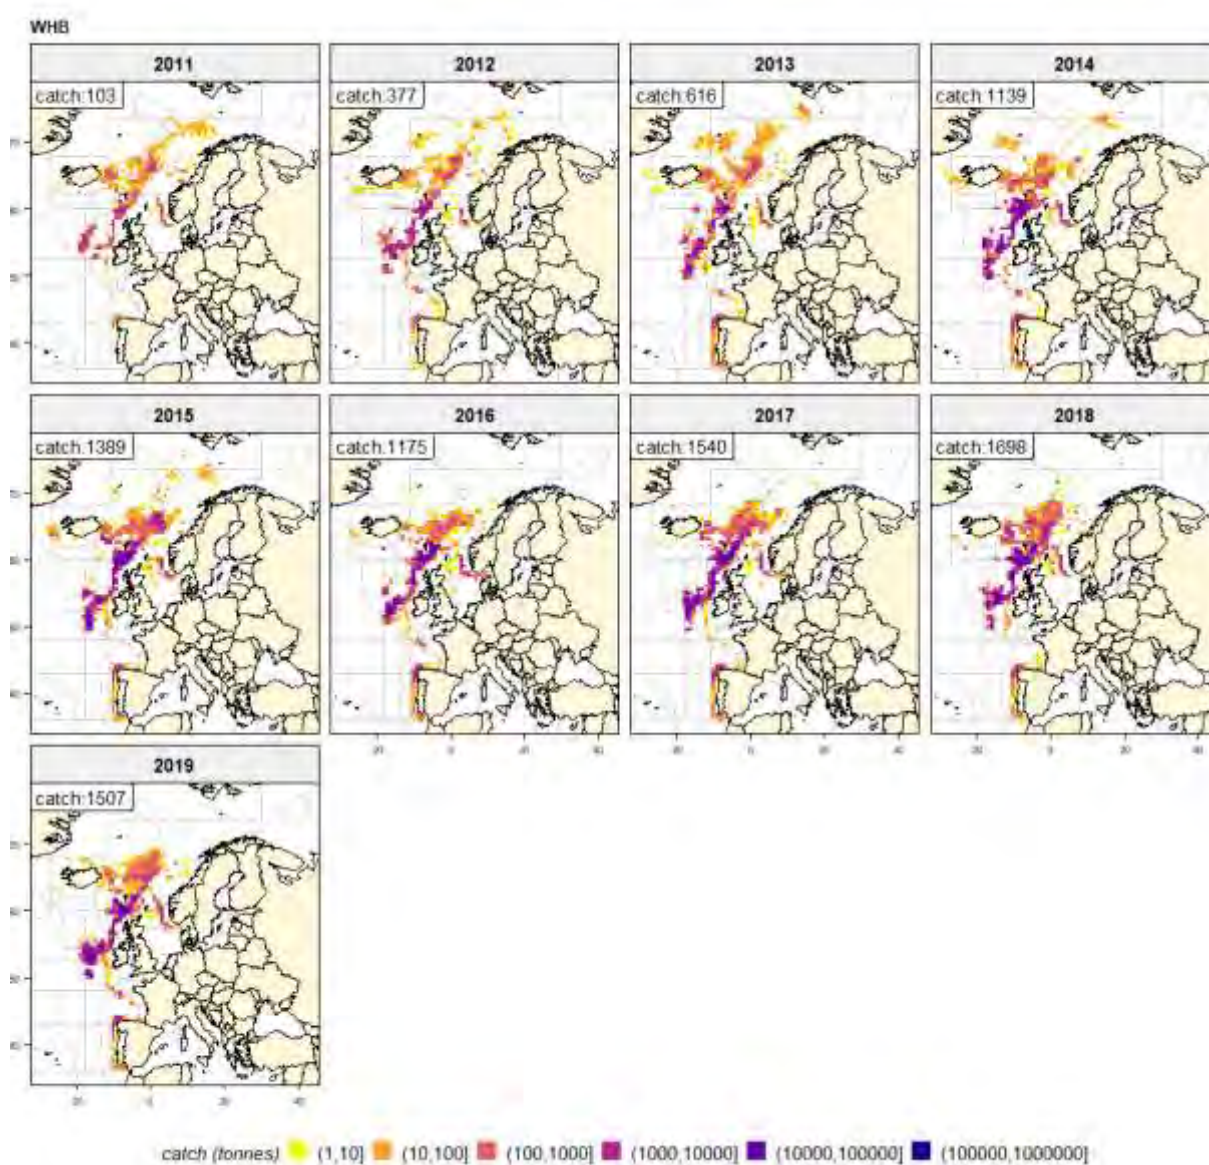 WHB
2011 2012 2013 2014
catch:103 catch:377 catch:616 catch:1139
2015 2016 2017 2018
catch:1389 catch:1175 catch:1540 catch:1698
2019
catch:1507
catch (tonnes) (1,10] (10,100] (100,1000] (1000,10000] (10000,100000] (100000,1000000]